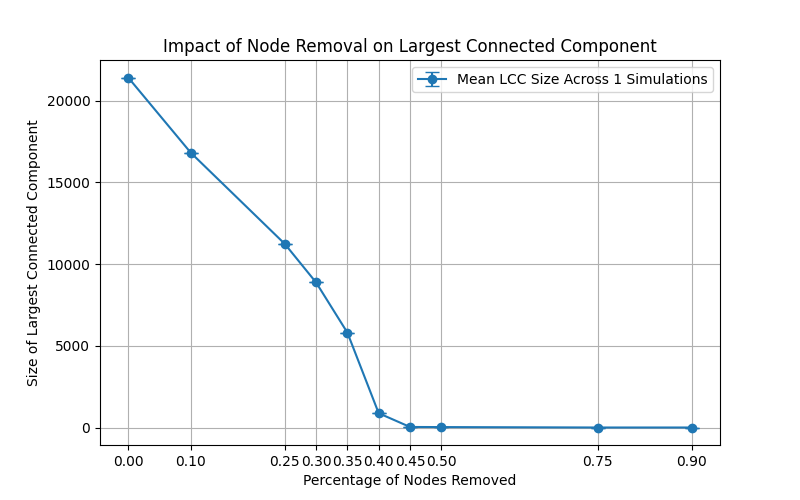 Impact of Node Removal on Largest Connected Component
Mean LCC Size Across 1 Simulations
Size of Largest Connected Component
20000
15000
10000
5000
0
0.00 0.10 0.25 0.30 0.35 0.40 0.45 0.50 0.75 0.90
Percentage of Nodes Removed